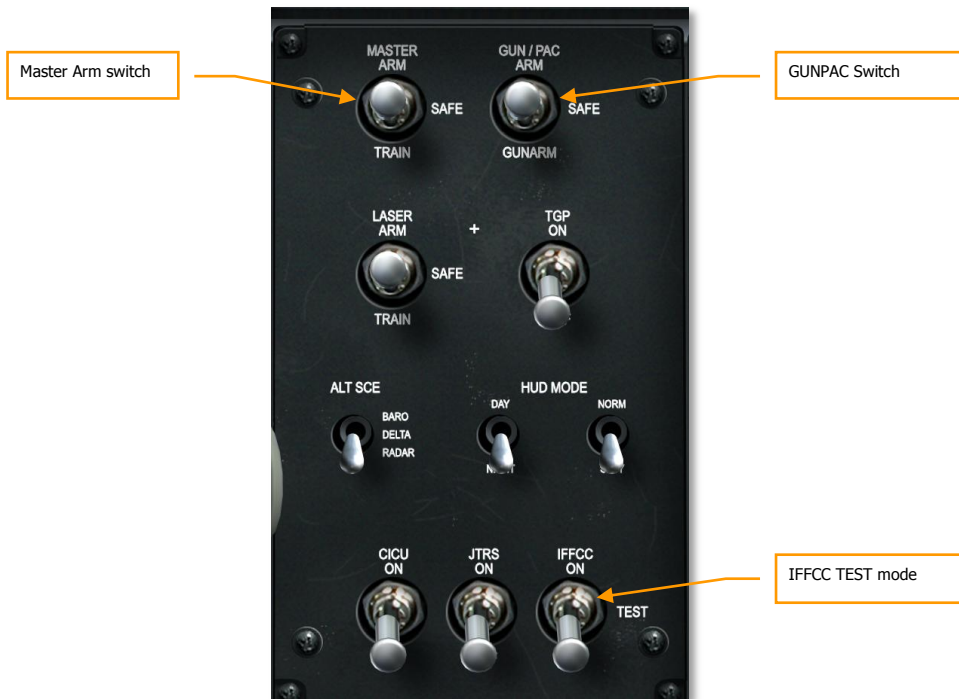 MASTER
ARM
GUN / PAC
ARM
Master Arm switch
GUNPAC Switch
SAFE
SAFE
TRAIN
GUNARM
LASER
ARM
+
TGP
ON
SAFE
TRAIN
ALT SCE
HUD MODE
BARO
DELTA
RADAR
DAY
NORM
CICU
ON
JTRS
ON
IFFCC
ON
IFFCC TEST mode
TEST